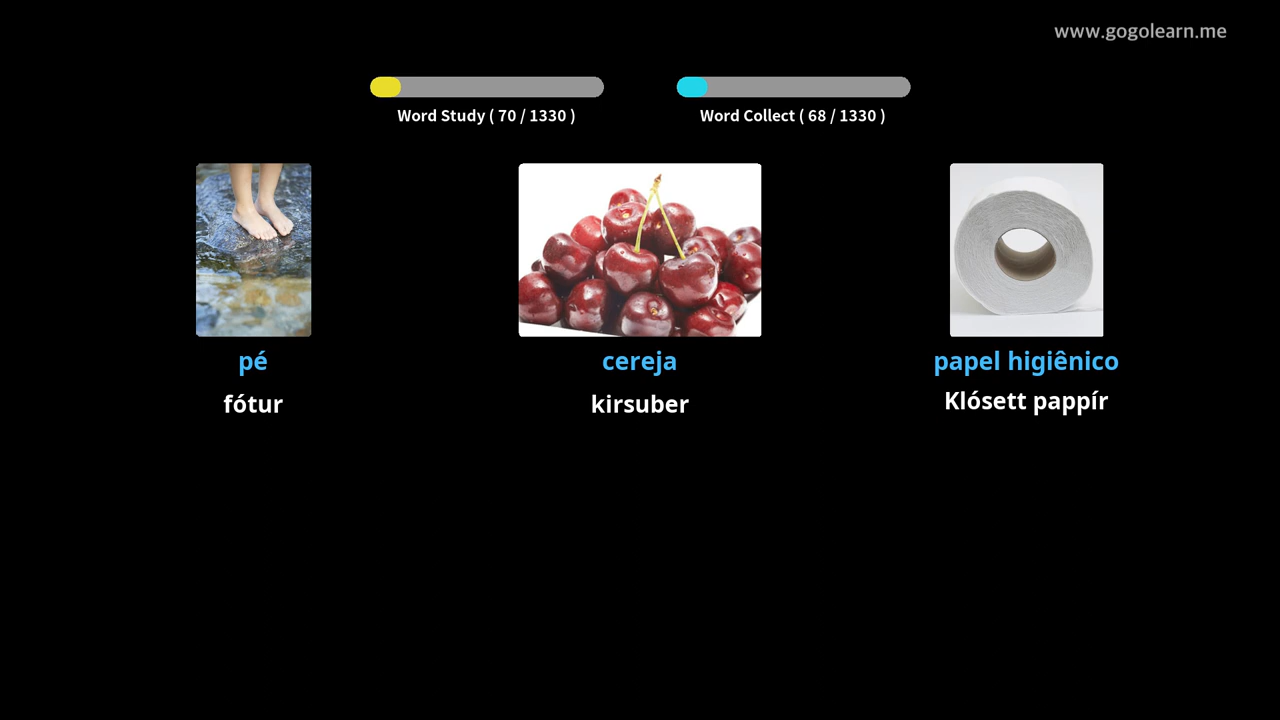 www.gogolearn.me
Word Study ( 70 / 1330 )
Word Collect ( 68 / 1330 )
pé
cereja
papel higiênico
fótur
kirsuber
Klósett pappír